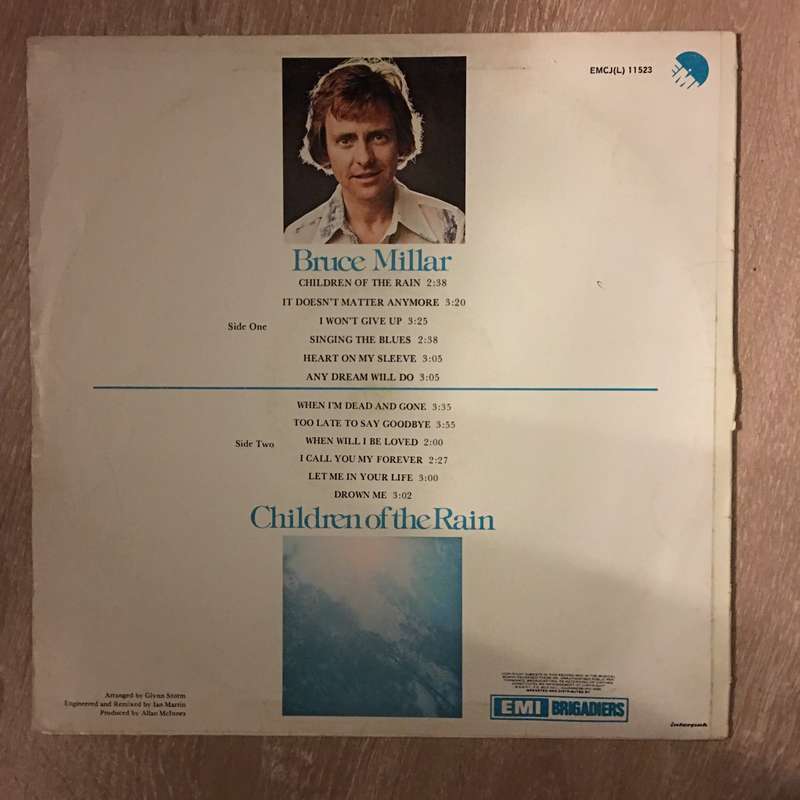 EMCJ(L) 11523
EMI
Bruce Millar
Side One
CHILDREN OF THE RAIN 2:38
IT DOESN'T MATTER ANYMORE 3:20
I WON'T GIVE UP 3:25
SINGING THE BLUES 2:38
HEART ON MY SLEEVE 3:05
ANY DREAM WILL DO 3:05
Side Two
WHEN I'M DEAD AND GONE 3:35
TOO LATE TO SAY GOODBYE 3:55
WHEN WILL I BE LOVED 2:00
I CALL YOU MY FOREVER 2:27
LET ME IN YOUR LIFE 3:00
DROWN ME 3:02
Children of the Rain
Arranged by Glynn Storm
Engineered and Remixed by Ian Martin
Produced by Allan McInnes
EMI BRIGADIERS
interpak